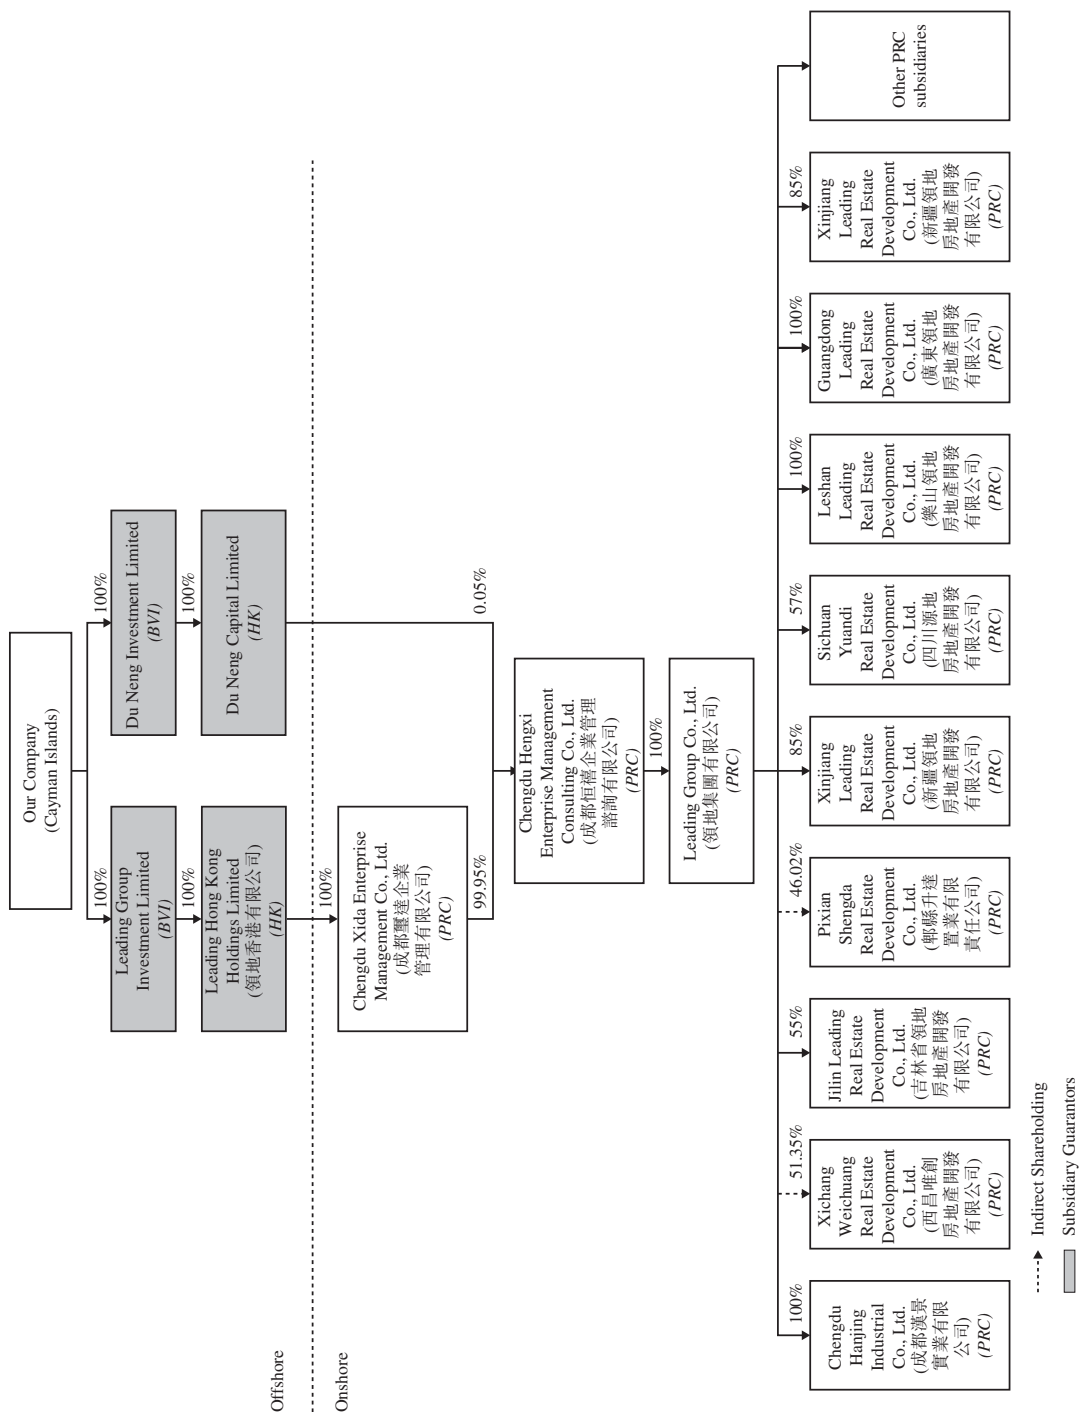 Our Company
(Cayman Islands)
100%
100%
Leading Group
Investment Limited
(BVI)
Du Neng Investment Limited
(BVI)
100%
100%
Leading Hong Kong
Holdings Limited
(領地香港有限公司)
(HK)
Du Neng Capital Limited
(HK)
Offshore
Onshore
100%
Chengdu Xida Enterprise
Management Co., Ltd.
(成都璽達企業
管理有限公司)
(PRC)
99.95%
0.05%
Chengdu Hengxi
Enterprise Management
Consulting Co., Ltd.
(成都恒禧企業管理
諮詢有限公司)
(PRC)
100%
Leading Group Co., Ltd.
(領地集團有限公司)
(PRC)
100%
Chengdu
Hanjing
Industrial
Co., Ltd.
(成都漢景
實業有限
公司)
(PRC)
51.35%
Xichang
Weichuang
Real Estate
Development
Co., Ltd.
(西昌唯創
房地產開發
有限公司)
(PRC)
55%
Jilin Leading
Real Estate
Development
Co., Ltd.
(吉林省領地
房地產開發
有限公司)
(PRC)
46.02%
Pixian
Shengda
Real Estate
Development
Co., Ltd.
(郫縣升達
置業有限
責任公司)
(PRC)
85%
Xinjiang
Leading
Real Estate
Development
Co., Ltd.
(新疆領地
房地產開發
有限公司)
(PRC)
57%
Sichuan
Yuandi
Real Estate
Development
Co., Ltd.
(四川源地
房地產開發
有限公司)
(PRC)
100%
Leshan
Leading
Real Estate
Development
Co., Ltd.
(樂山領地
房地產開發
有限公司)
(PRC)
100%
Guangdong
Leading
Real Estate
Development
Co., Ltd.
(廣東領地
房地產開發
有限公司)
(PRC)
85%
Xinjiang
Leading
Real Estate
Development
Co., Ltd.
(新疆領地
房地產開發
有限公司)
(PRC)
Other PRC
subsidiaries
Indirect Shareholding
Subsidiary Guarantors